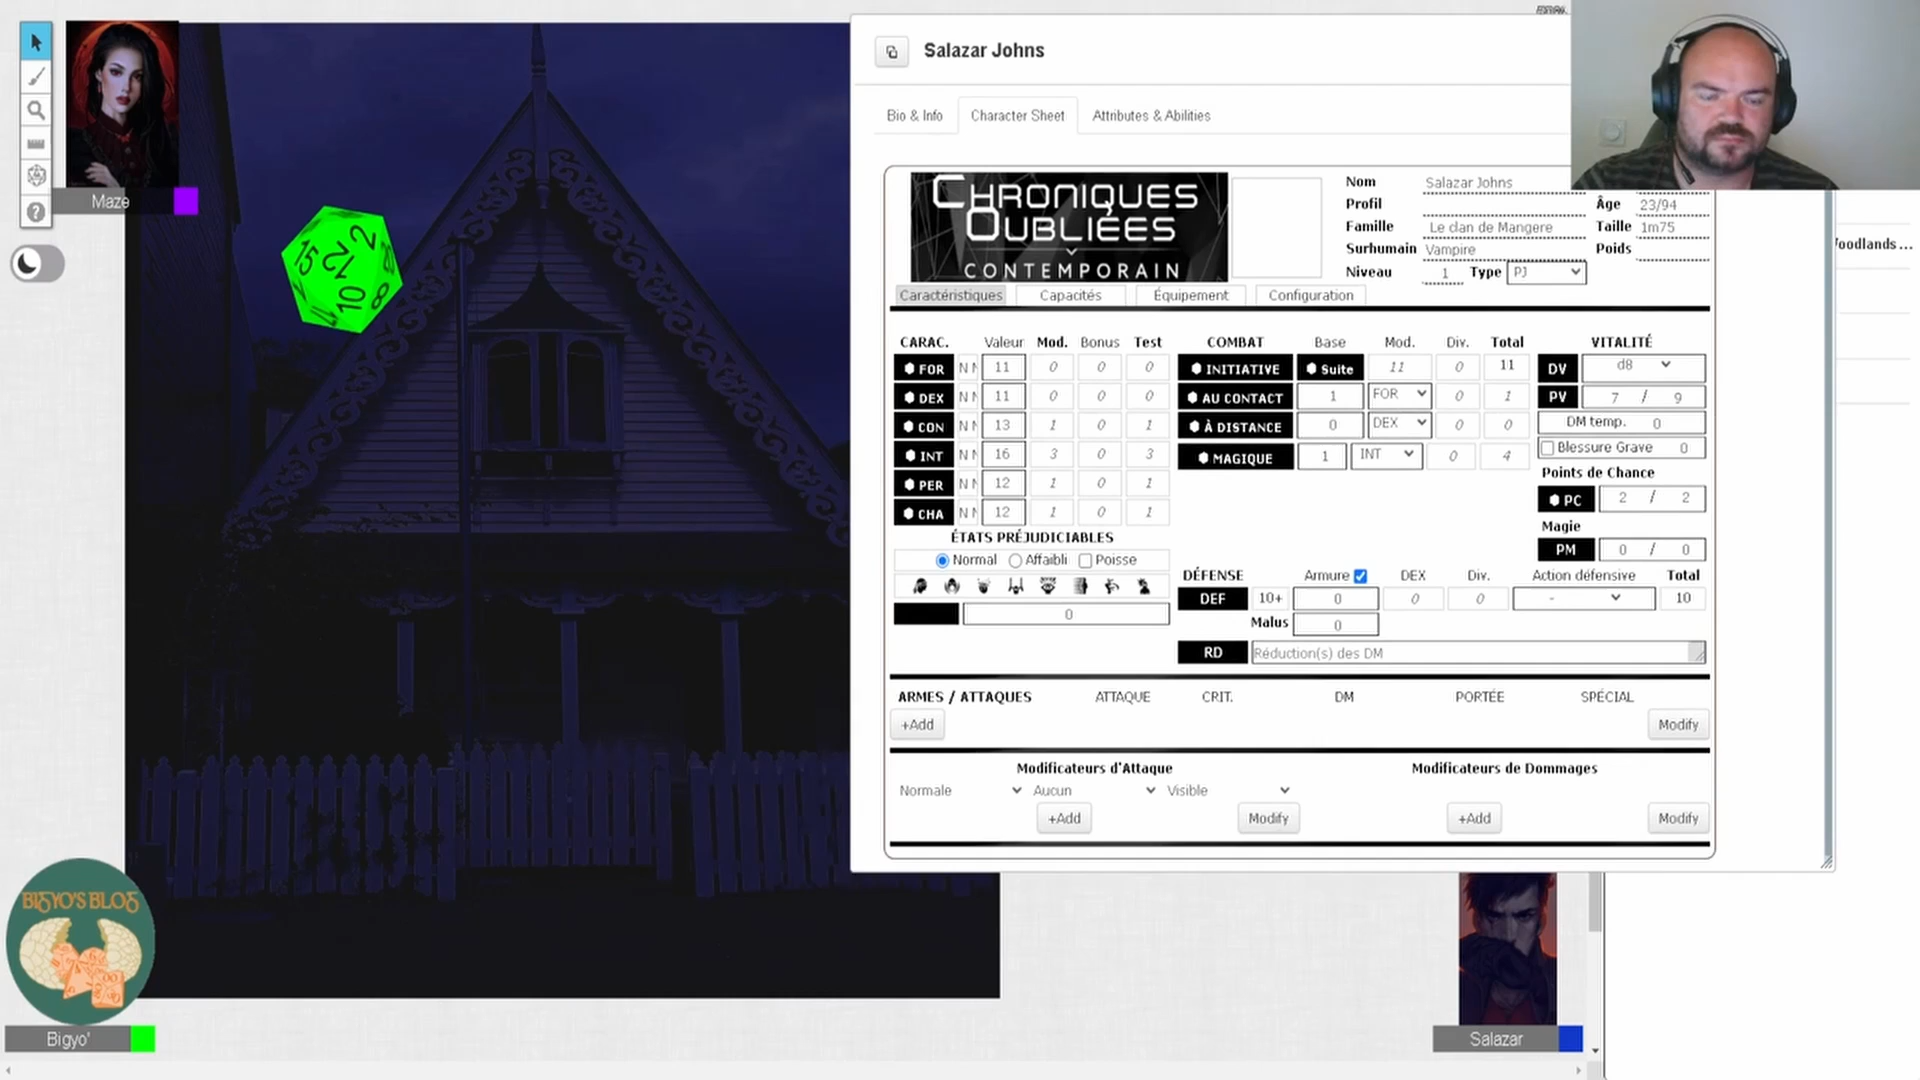 Salazar Johns
Bio & Info
Character Sheet
Attributes & Abilities
Maze
CHRONIQUES
OUBLIÉES
CONTEMPORAIN
Nom Salazar Johns
Profil Âge 23/94
Famille Le clan de Mangere Taille 1m75
Surhumain Vampire Poids
Niveau 1 Type PJ
oodlands ...
Caractéristiques Capacités Équipement Configuration
CARAC. Valeur Mod. Bonus Test
FOR N N 11 0 0 0
DEX N N 11 0 0 0
CON N N 13 1 0 1
INT N N 16 3 0 3
PER N N 12 1 0 1
CHA N N 12 1 0 1
COMBAT Base Mod. Div. Total
INITIATIVE Suite 11 0 11
AU CONTACT 1 FOR 0 1
À DISTANCE 0 DEX 0 0
MAGIQUE 1 INT 0 4
VITALITÉ
DV d8
PV 7 / 9
DM temp. 0
Blessure Grave 0
Points de Chance
PC 2 / 2
Magie
PM 0 / 0
ÉTATS PRÉJUDICIABLES
Normal Affaibli Poisse
0
DÉFENSE Armure DEX Div. Action défensive Total
DEF 10+ 0 0 0 - 10
Malus 0
RD Réduction(s) des DM
ARMES / ATTAQUES ATTAQUE CRIT. DM PORTÉE SPÉCIAL
+Add Modify
Modificateurs d'Attaque Modificateurs de Dommages
Normale Aucun Visible
+Add Modify +Add Modify
15 12 2 10 8
BIGYO'S BLOG
Bigyo'
Salazar